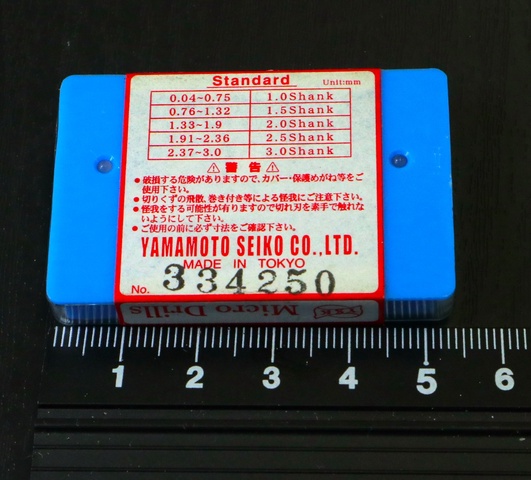 Standard
Unit:mm
0.04~0.75 1.0Shank
0.76~1.32 1.5Shank
1.33~1.9 2.0Shank
1.91~2.36 2.5Shank
2.37~3.0 3.0Shank
⚠警告⚠
●破損する危険がありますので、カバー・保護めがね等をご
使用下さい。
●切りくずの飛散、巻き付き等による怪我にご注意下さい。
●怪我をする可能性が有りますので切れ刃を素手で触れな
いようにして下さい。
●ご使用の前に必ず寸法をご確認下さい。
YAMAMOTO SEIKO CO.,LTD.
MADE IN TOKYO
No. 334250
Micro Drills
1 2 3 4 5 6